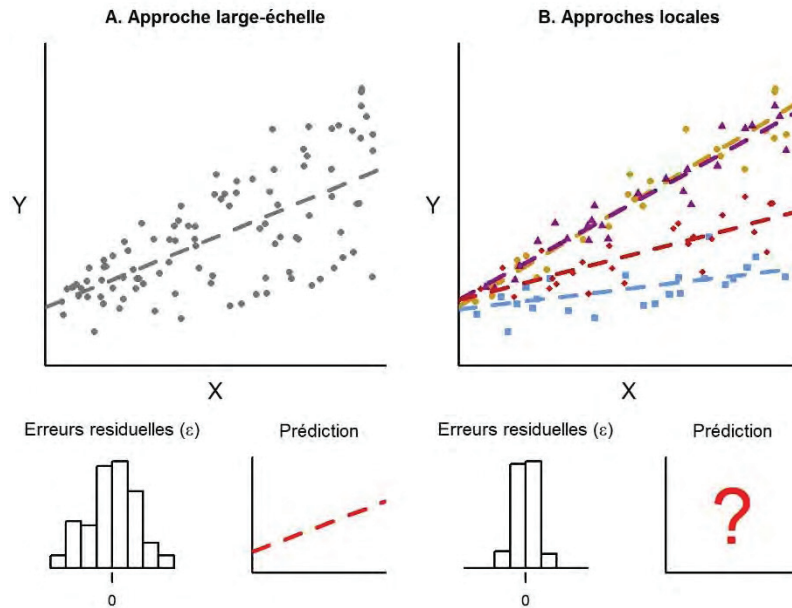 A. Approche large-échelle
Y
X
Erreurs residuelles (ε)
Prédiction
0
B. Approches locales
Y
X
Erreurs residuelles (ε)
Prédiction
?
0